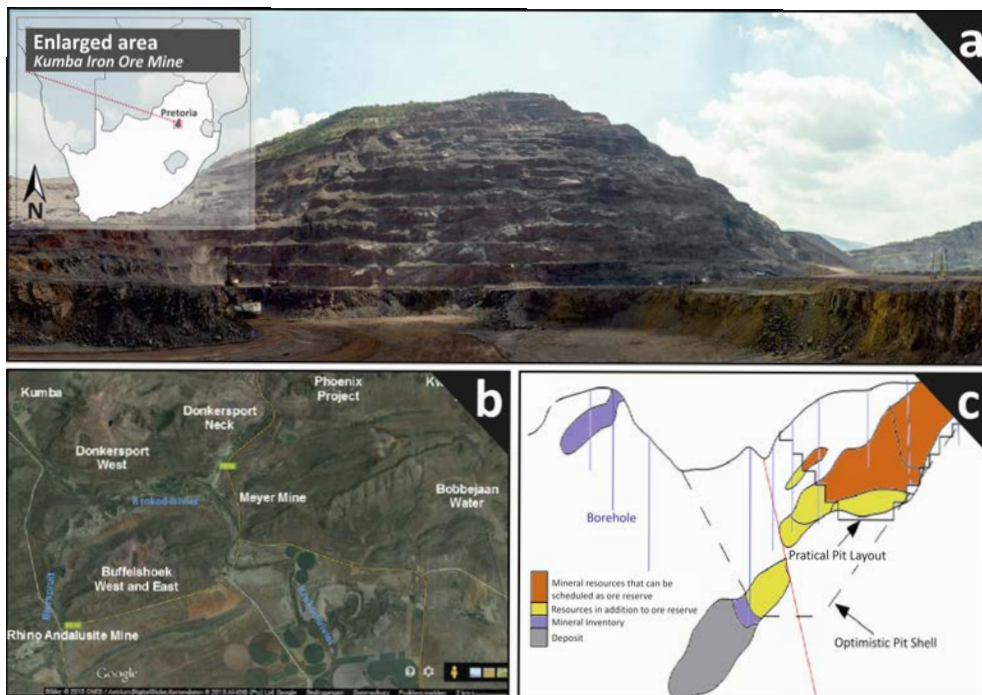 Enlarged area
Kumba Iron Ore Mine
a
Pretoria
N
b
Kumba
Phoenix
Project
Donkersport
Neck
Donkersport
West
Meyer Mine
Bobbejaan
Water
Buffelshoek
West and East
Rhino Andalusite Mine
Google
c
Borehole
Pratical Pit Layout
Mineral resources that can be
scheduled as ore reserve
Resources in addition to ore reserve
Mineral Inventory
Deposit
Optimistic Pit Shell